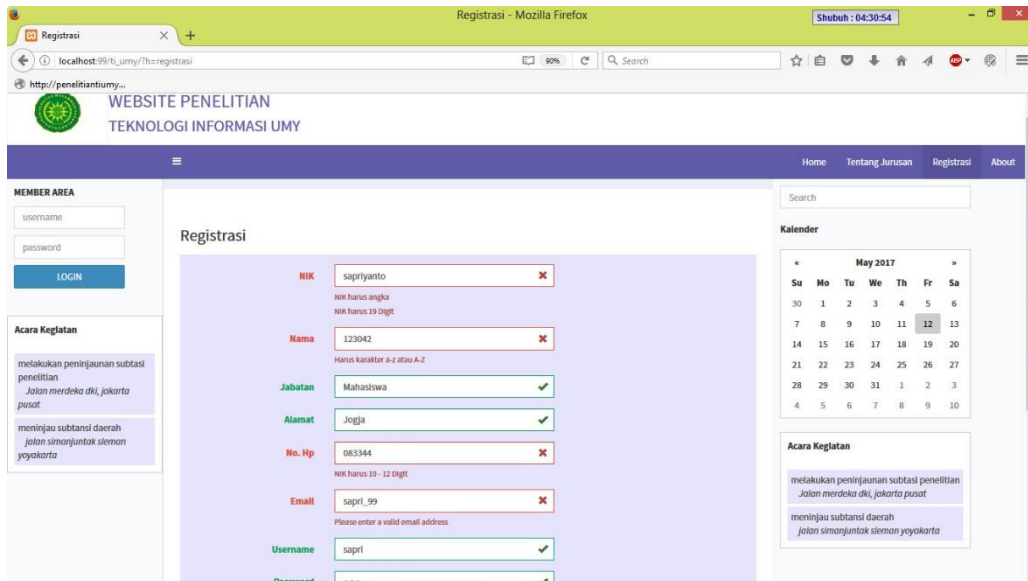 Registrasi - Mozilla Firefox
Shubuh : 04:30:54
Registrasi
localhost:99/ti_umy/?h=registrasi
90%
Search
ABP
http://penelitiantiumy...
WEBSITE PENELITIAN
TEKNOLOGI INFORMASI UMY
Home Tentang Jurusan Registrasi About
MEMBER AREA
username
password
LOGIN
Acara Kegiatan
melakukan peninjaunan subtasi
penelitian
Jalan merdeka dki, jakarta
pusat
meninjau subtansi daerah
jalan simanjuntak sleman
yoyakarta
Registrasi
NIK sapriyanto
NIK harus angka
NIK harus 19 Digit
Nama 123042
Harus karakter a-z atau A-Z
Jabatan Mahasiswa
Alamat Jogja
No. Hp 083344
NIK harus 10 - 12 Digit
Email sapri_99
Please enter a valid email address
Username sapri
Password
Search
Kalender
« May 2017 »
Su Mo Tu We Th Fr Sa
30 1 2 3 4 5 6
7 8 9 10 11 12 13
14 15 16 17 18 19 20
21 22 23 24 25 26 27
28 29 30 31 1 2 3
4 5 6 7 8 9 10
Acara Kegiatan
melakukan peninjaunan subtasi penelitian
Jalan merdeka dki, jakarta pusat
meninjau subtansi daerah
jalan simanjuntak sleman yoyakarta